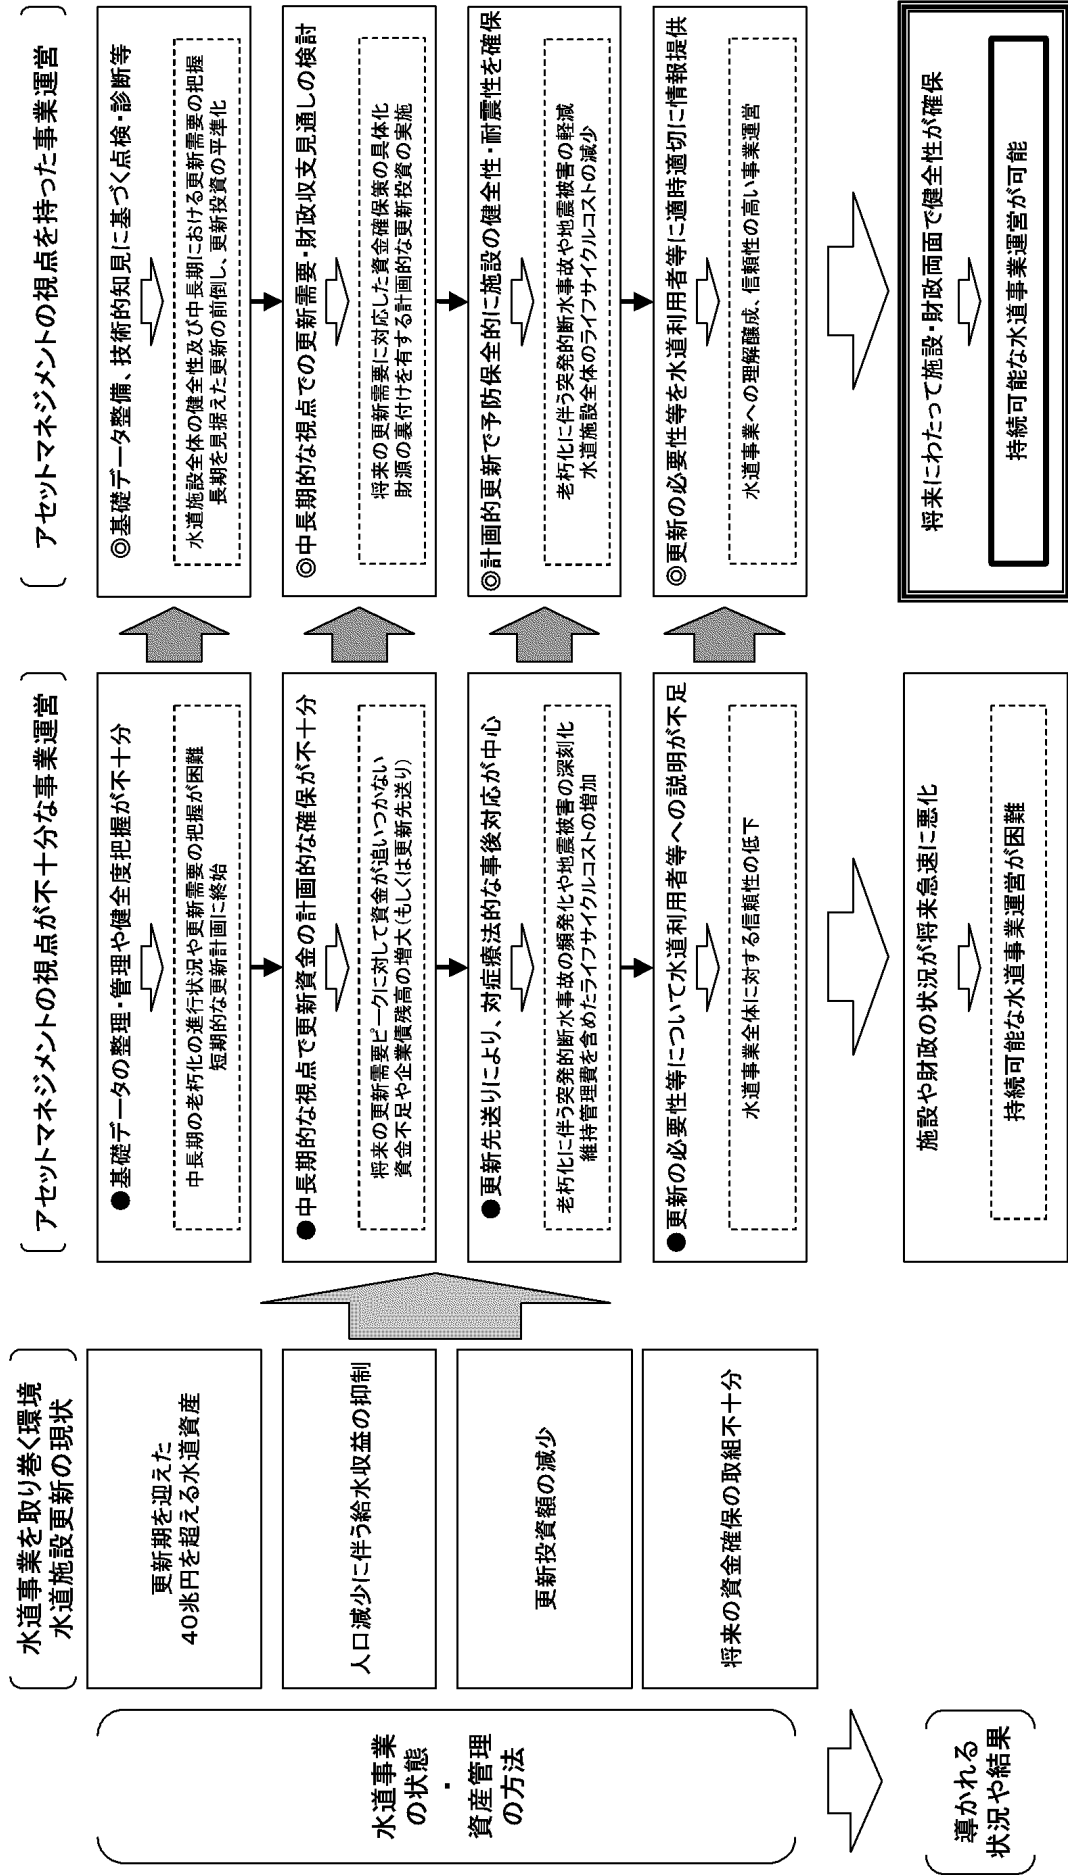 水道事業
の状態
・
資産管理
の方法
導かれる
状況や結果
水道事業を取り巻く環境
水道施設更新の現状
更新期を迎えた
40兆円を超える水道資産
人口減少に伴う給水収益の抑制
更新投資額の減少
将来の資金確保の取組不十分
アセットマネジメントの視点が不十分な事業運営
●基礎データの整理・管理や健全度把握が不十分
中長期の老朽化の進行状況や更新需要の把握が困難
短期的な更新計画に終始
●中長期的な視点で更新資金の計画的な確保が不十分
将来の更新需要ピークに対して資金が追いつかない
資金不足や企業債残高の増大(もしくは更新先送り)
●更新先送りにより、対症療法的な事後対応が中心
老朽化に伴う突発的断水事故の頻発化や地震被害の深刻化
維持管理費を含めたライフサイクルコストの増加
●更新の必要性等について水道利用者等への説明が不足
水道事業全体に対する信頼性の低下
施設や財政の状況が将来急速に悪化
持続可能な水道事業運営が困難
アセットマネジメントの視点を持った事業運営
◎基礎データ整備、技術的知見に基づく点検・診断等
水道施設全体の健全性及び中長期における更新需要の把握
長期を見据えた更新の前倒し、更新投資の平準化
◎中長期的な視点での更新需要・財政収支見通しの検討
将来の更新需要に対応した資金確保策の具体化
財源の裏付けを有する計画的な更新投資の実施
◎計画的更新で予防保全的に施設の健全性・耐震性を確保
老朽化に伴う突発的断水事故や地震被害の軽減
水道施設全体のライフサイクルコストの減少
◎更新の必要性等を水道利用者等に適時適切に情報提供
水道事業への理解醸成、信頼性の高い事業運営
将来にわたって施設・財政両面で健全性が確保
持続可能な水道事業運営が可能